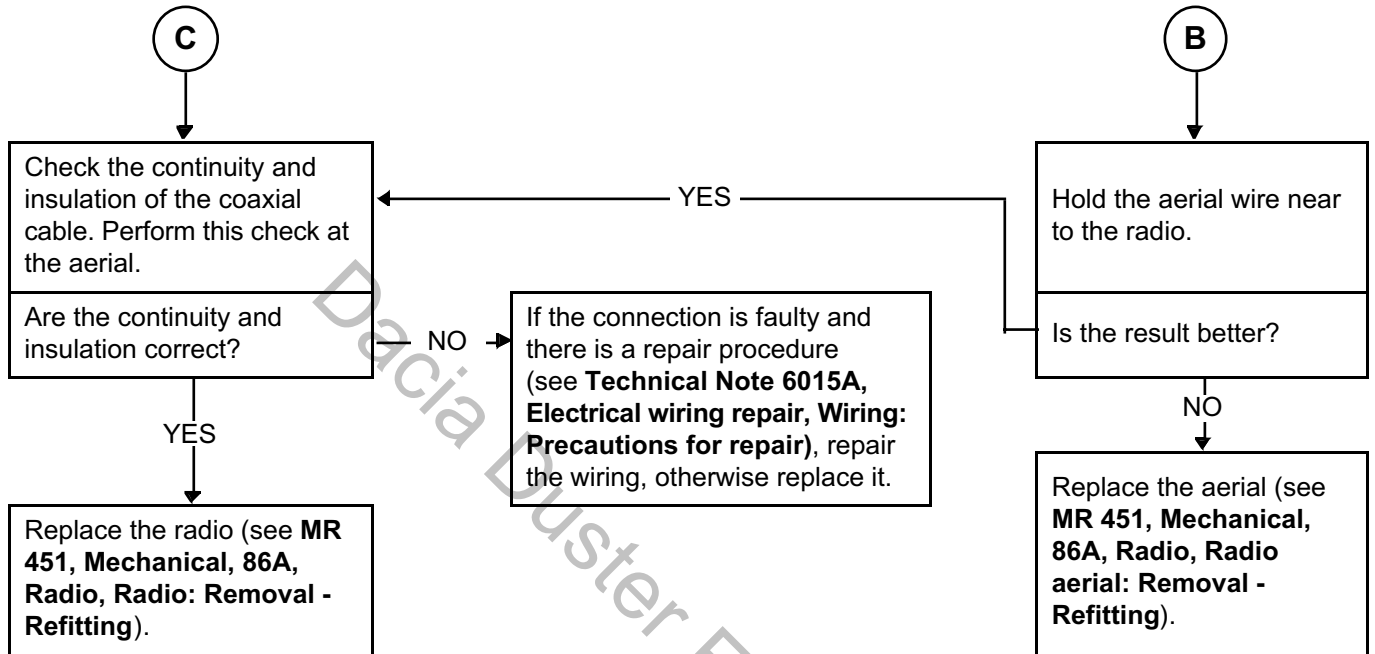 C
Check the continuity and
insulation of the coaxial
cable. Perform this check at
the aerial.
Are the continuity and
insulation correct?
YES
Replace the radio (see MR
451, Mechanical, 86A,
Radio, Radio: Removal -
Refitting).
NO
If the connection is faulty and
there is a repair procedure
(see Technical Note 6015A,
Electrical wiring repair, Wiring:
Precautions for repair), repair
the wiring, otherwise replace it.
YES
B
Hold the aerial wire near
to the radio.
Is the result better?
NO
Replace the aerial (see
MR 451, Mechanical,
86A, Radio, Radio
aerial: Removal -
Refitting).
Dacia Duster